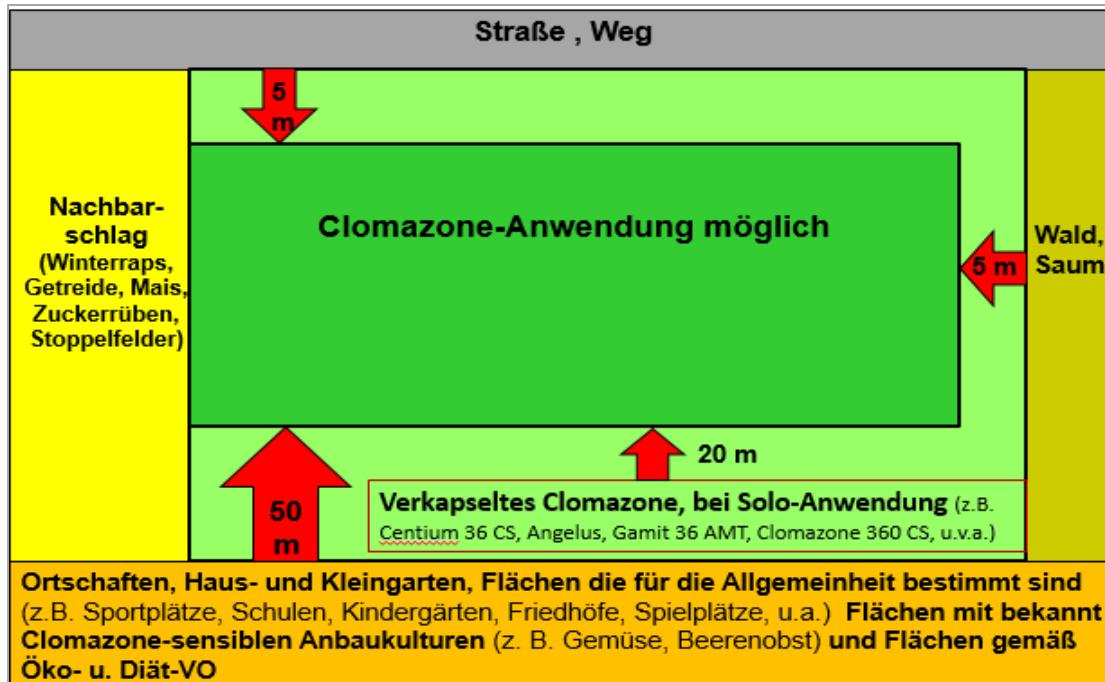 Straße , Weg
5
m
Nachbar-
schlag
(Winterraps,
Getreide, Mais,
Zuckerrüben,
Stoppelfelder)
Clomazone-Anwendung möglich
5 m
Wald,
Saum
50
m
20 m
Verkapseltes Clomazone, bei Solo-Anwendung (z.B.
Centium 36 CS, Angelus, Gamit 36 AMT, Clomazone 360 CS, u.v.a.)
Ortschaften, Haus- und Kleingarten, Flächen die für die Allgemeinheit bestimmt sind
(z.B. Sportplätze, Schulen, Kindergärten, Friedhöfe, Spielplätze, u.a.) Flächen mit bekannt
Clomazone-sensiblen Anbaukulturen (z. B. Gemüse, Beerenobst) und Flächen gemäß
Öko- u. Diät-VO